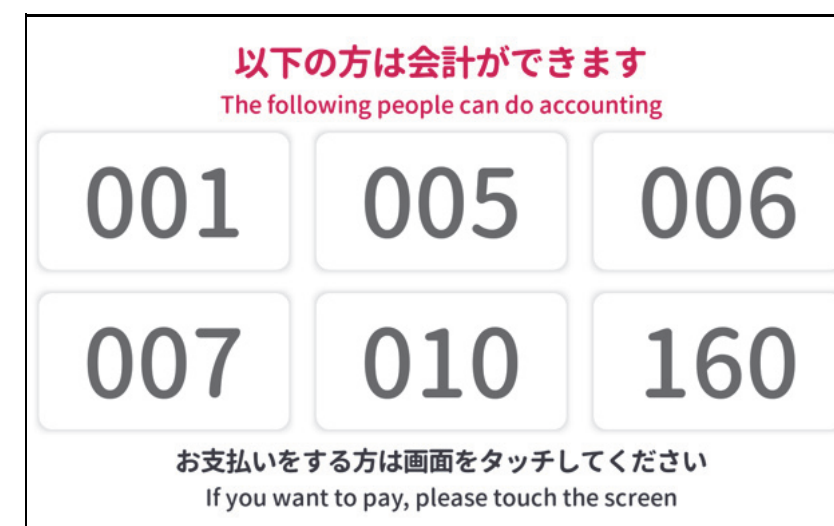 以下の方は会計ができます
The following people can do accounting
001 005 006
007 010 160
お支払いをする方は画面をタッチしてください
If you want to pay, please touch the screen